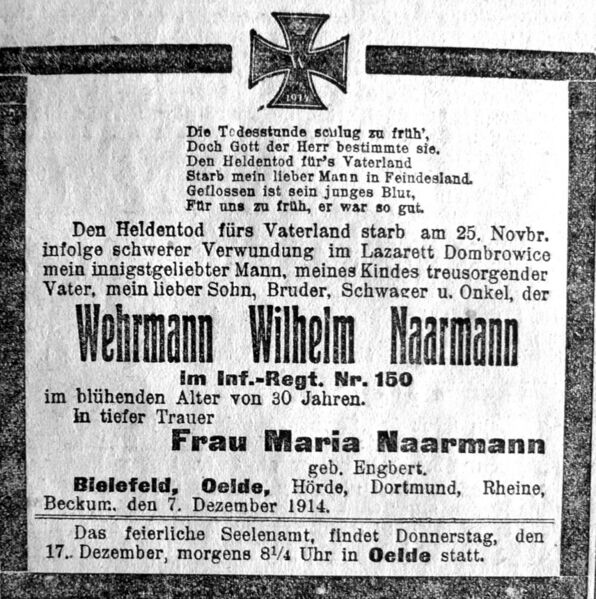 W
1914
Die Todesstunde schlug zu früh',
Doch Gott der Herr bestimmte sie.
Den Heldentod für's Vaterland
Starb mein lieber Mann in Feindesland.
Geflossen ist sein junges Blut,
Für uns zu früh, er war so gut.
Den Heldentod fürs Vaterland starb am 25. Novbr.
infolge schwerer Verwundung im Lazarett Dombrowice
mein innigstgeliebter Mann, meines Kindes treusorgender
Vater, mein lieber Sohn, Bruder, Schwager u. Onkel, der
Wehrmann Wilhelm Naarmann
im Inf.-Regt. Nr. 150
im blühenden Alter von 30 Jahren.
In tiefer Trauer
Frau Maria Naarmann
geb. Engbert.
Bielefeld, Oelde, Hörde, Dortmund, Rheine,
Beckum, den 7. Dezember 1914.
Das feierliche Seelenamt, findet Donnerstag, den
17. Dezember, morgens 8¼ Uhr in Oelde statt.